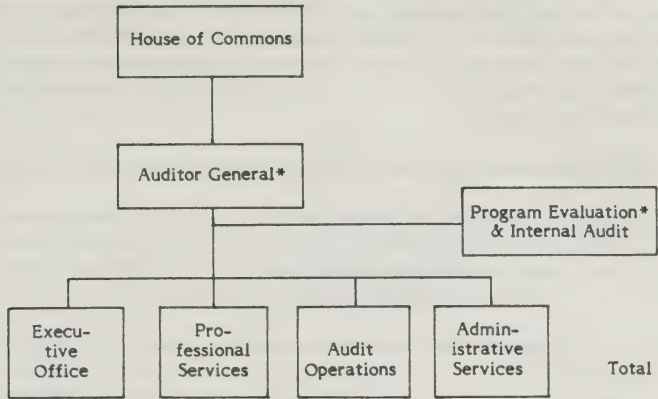 House of Commons
Auditor General*
Program Evaluation*
& Internal Audit
Execu-
tive
Office
Pro-
fessional
Services
Audit
Operations
Admin-
istrative
Services
Total